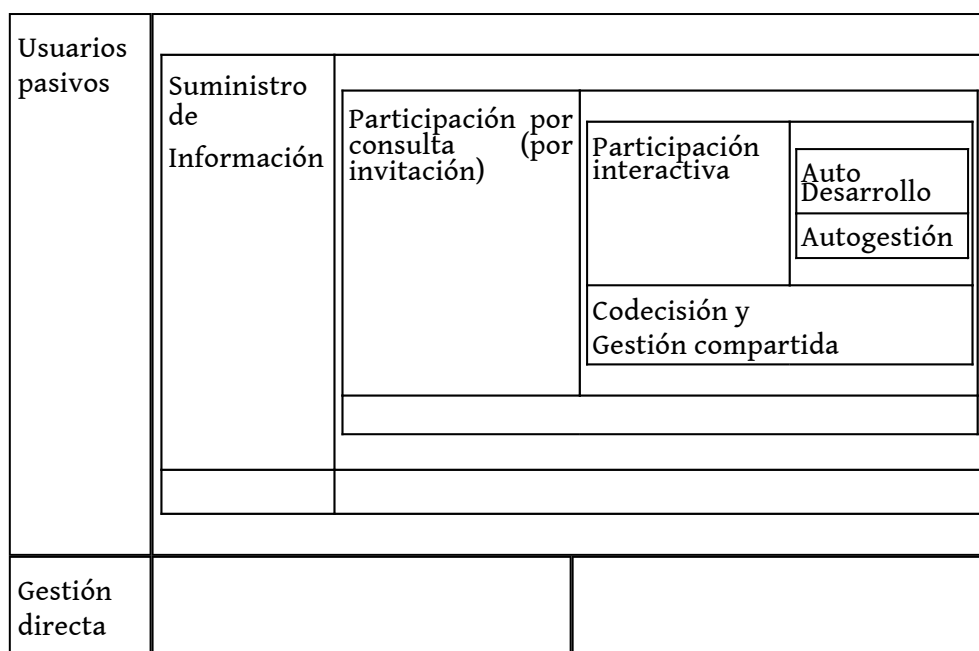 Usuarios
pasivos
Suministro
de
Información
Participación por
consulta (por
invitación)
Participación
interactiva
Auto
Desarrollo
Autogestión
Codecisión y
Gestión compartida
Gestión
directa